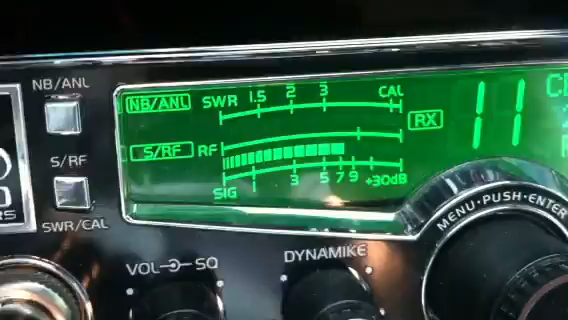 NB/ANL
S/RF
SWR/CAL
NB/ANL
SWR 1.5 2 3 CAL
S/RF
RF
SIG 1 3 5 7 9 +30dB
RX
11
MENU·PUSH·ENTER
VOL SQ
DYNAMIKE